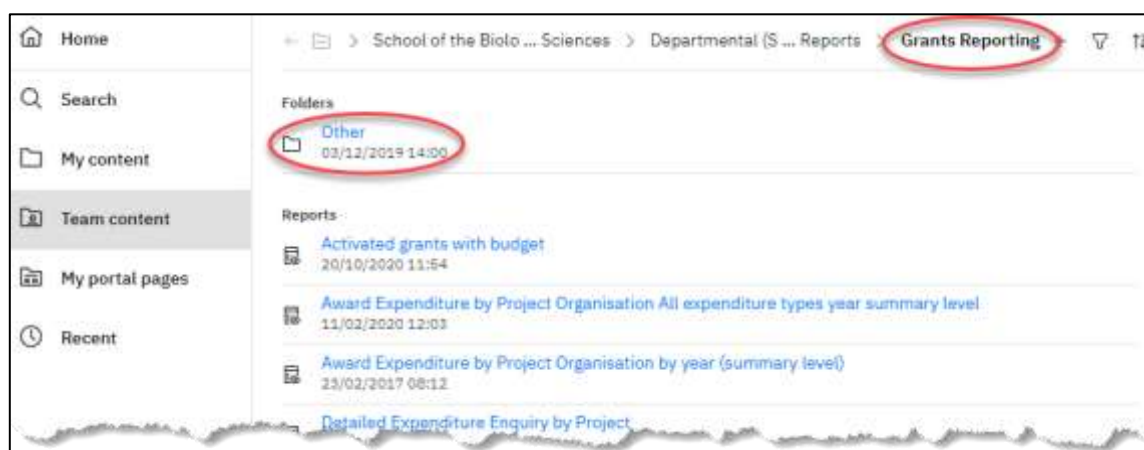 Home
School of the Biolo ... Sciences > Departmental (S ... Reports > Grants Reporting
Search
My content
Team content
My portal pages
Recent
Folders
Other
03/12/2019 14:00
Reports
Activated grants with budget
20/10/2020 11:54
Award Expenditure by Project Organisation All expenditure types year summary level
11/02/2020 12:03
Award Expenditure by Project Organisation by year (summary level)
23/02/2017 08:12
Detailed Expenditure Enquiry by Project